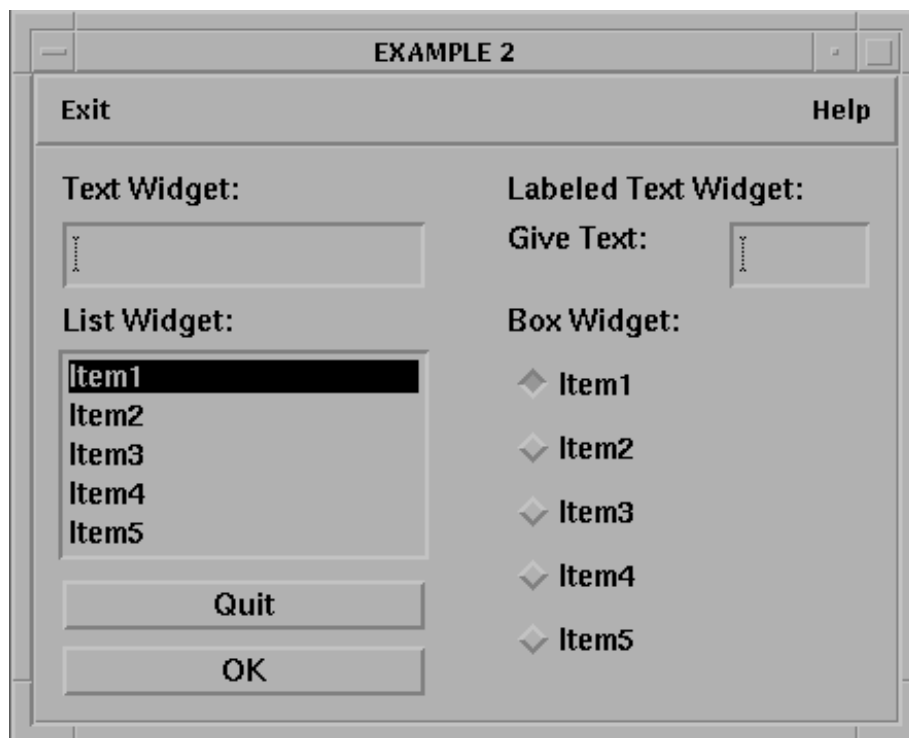 EXAMPLE 2
Exit
Help
Text Widget:
Labeled Text Widget:
Give Text:
List Widget:
Item1
Item2
Item3
Item4
Item5
Quit
OK
Box Widget:
Item1
Item2
Item3
Item4
Item5